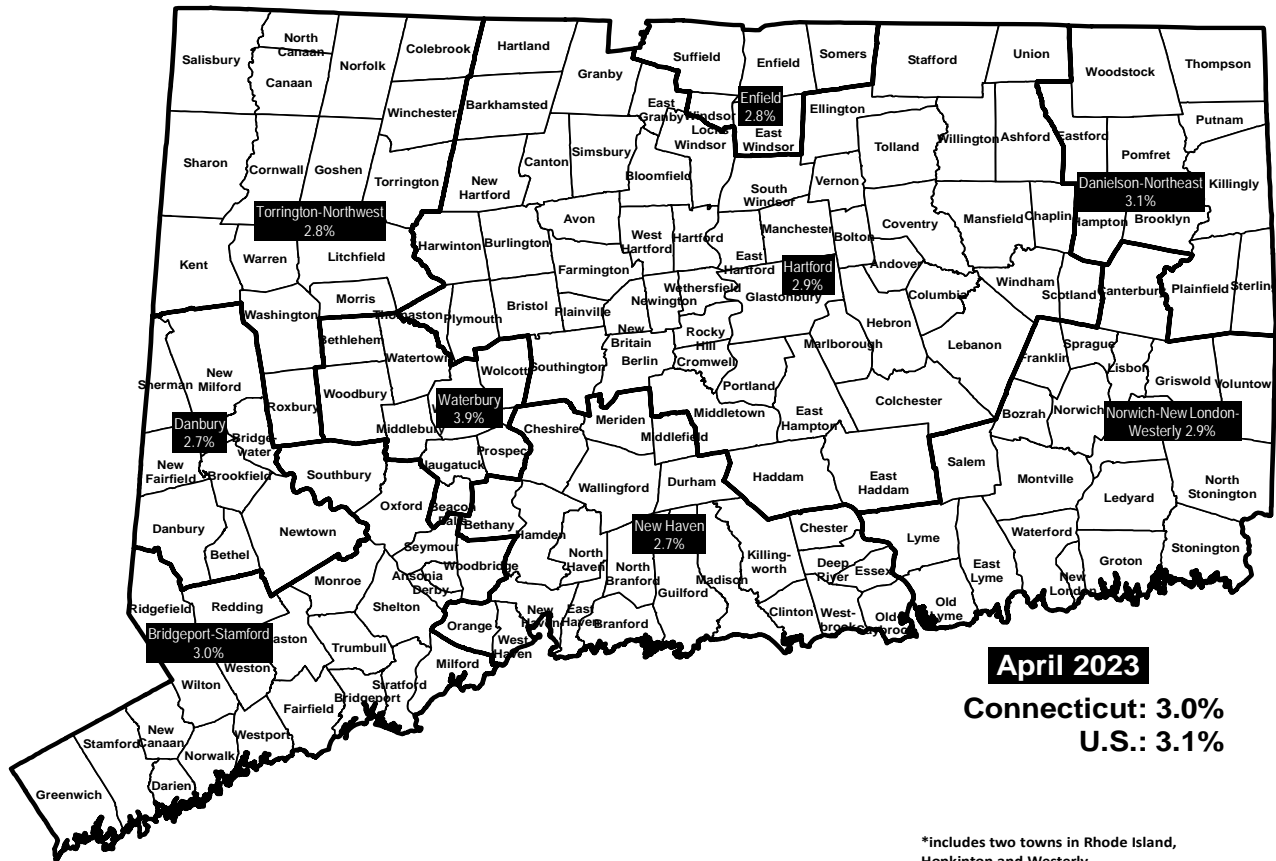 Salisbury
North
Canaan
Canaan
Norfolk
Colebrook
Hartland
Granby
Suffield
Enfield
Somers
Stafford
Union
Woodstock
Thompson
Winchester
Barkhamsted
East
Granby
Windsor
Locks
Windsor
Enfield
2.8%
East
Windsor
Ellington
Tolland
Willington
Ashford
Eastford
Putnam
Pomfret
Killingly
Sharon
Cornwall
Goshen
Torrington
New
Hartford
Canton
Simsbury
Bloomfield
South
Windsor
Vernon
Torrington-Northwest
2.8%
Danielson-Northeast
3.1%
Mansfield
Chaplin
Hampton
Brooklyn
Kent
Warren
Litchfield
Harwinton
Burlington
Avon
West
Hartford
Hartford
East
Hartford
Manchester
Bolton
Coventry
Andover
Columbia
Windham
Scotland
Canterbury
Plainfield
Sterling
Hartford
2.9%
Farmington
Wethersfield
Newington
Glastonbury
Morris
Washington
Bethlehem
Thomaston
Plymouth
Bristol
Plainville
New
Britain
Berlin
Rocky
Hill
Cromwell
Marlborough
Hebron
Lebanon
Franklin
Sprague
Lisbon
Griswold
Voluntown
Sherman
New
Milford
Roxbury
Woodbury
Watertown
Wolcott
Southington
Portland
Middletown
East
Hampton
Colchester
Bozrah
Norwich
Norwich-New London-
Westerly 2.9%
Waterbury
3.9%
Danbury
2.7%
Bridge-
water
Middlebury
Naugatuck
Prospect
Cheshire
Meriden
Middlefield
New
Fairfield
Brookfield
Southbury
Oxford
Beacon
Falls
Bethany
Wallingford
Durham
Haddam
East
Haddam
Salem
Montville
Ledyard
North
Stonington
Danbury
Bethel
Newtown
Seymour
Woodbridge
Hamden
North
Haven
New Haven
2.7%
North
Branford
Guilford
Madison
Killing-
worth
Chester
Deep
River
Essex
Lyme
East
Lyme
Waterford
New
London
Groton
Stonington
Ridgefield
Redding
Monroe
Ansonia
Derby
Shelton
Orange
West
Haven
New
Haven
East
Haven
Branford
Clinton
West-
brook
Old
Saybrook
Old
Lyme
Bridgeport-Stamford
3.0%
Easton
Weston
Trumbull
Milford
Stratford
Bridgeport
Fairfield
Wilton
Westport
Norwalk
New
Canaan
Stamford
Darien
Greenwich
April 2023
Connecticut: 3.0%
U.S.: 3.1%
*includes two towns in Rhode Island,
Hopkinton and Westerly